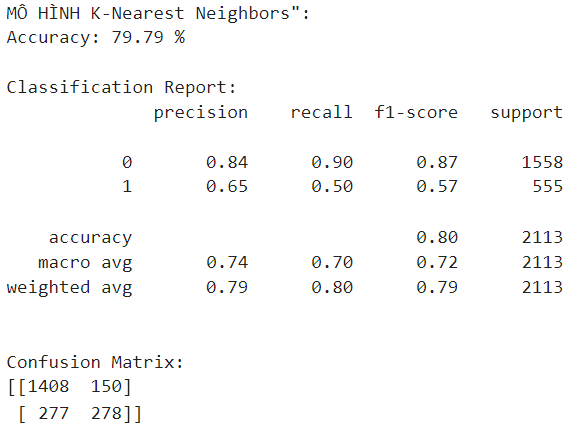 MÔ HÌNH K-Nearest Neighbors":
Accuracy: 79.79 %
Classification Report:
precision recall f1-score support
0 0.84 0.90 0.87 1558
1 0.65 0.50 0.57 555
accuracy 0.80 2113
macro avg 0.74 0.70 0.72 2113
weighted avg 0.79 0.80 0.79 2113
Confusion Matrix:
[[1408 150]
[ 277 278]]